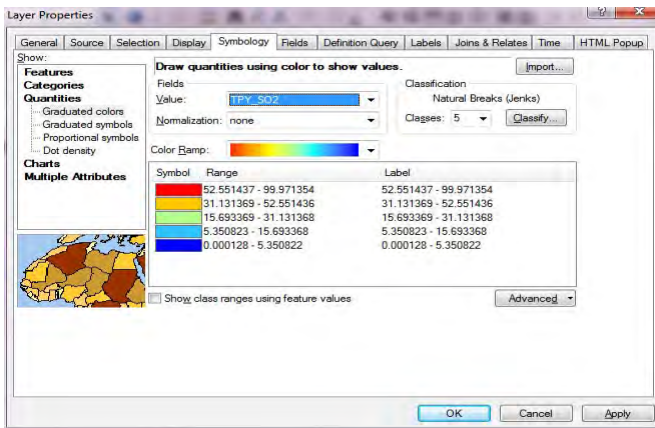 Layer Properties
General Source Selection Display Symbology Fields Definition Query Labels Joins & Relates Time HTML Popup
Show:
Features
Categories
Quantities
Graduated colors
Graduated symbols
Proportional symbols
Dot density
Charts
Multiple Attributes
Draw quantities using color to show values.
Import...
Fields
Value: TPY_SO2
Normalization: none
Classification
Natural Breaks (Jenks)
Classes: 5 Classify...
Color Ramp:
Symbol Range Label
52.551437 - 99.971354 52.551437 - 99.971354
31.131369 - 52.551436 31.131369 - 52.551436
15.693369 - 31.131368 15.693369 - 31.131368
5.350823 - 15.693368 5.350823 - 15.693368
0.000128 - 5.350822 0.000128 - 5.350822
Show class ranges using feature values
Advanced
OK Cancel Apply